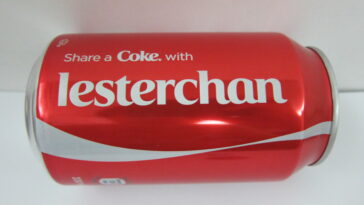 Share a Coke. with
lesterchan